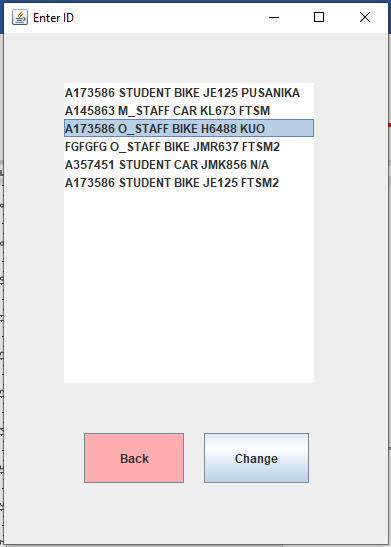 Enter ID
A173586 STUDENT BIKE JE125 PUSANIKA
A145863 M_STAFF CAR KL673 FTSM
A173586 O_STAFF BIKE H6488 KUO
FGFGFG O_STAFF BIKE JMR637 FTSM2
A357451 STUDENT CAR JMK856 N/A
A173586 STUDENT BIKE JE125 FTSM2
Back
Change